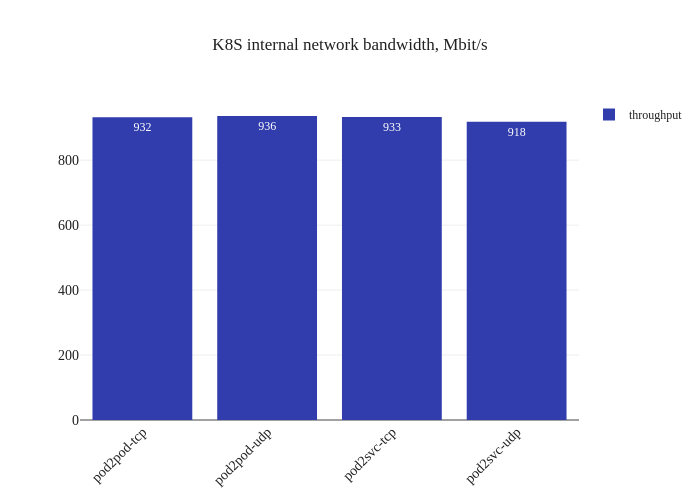 K8S internal network bandwidth, Mbit/s
throughput
932
936
933
918
800
600
400
200
0
pod2pod-tcp
pod2pod-udp
pod2svc-tcp
pod2svc-udp